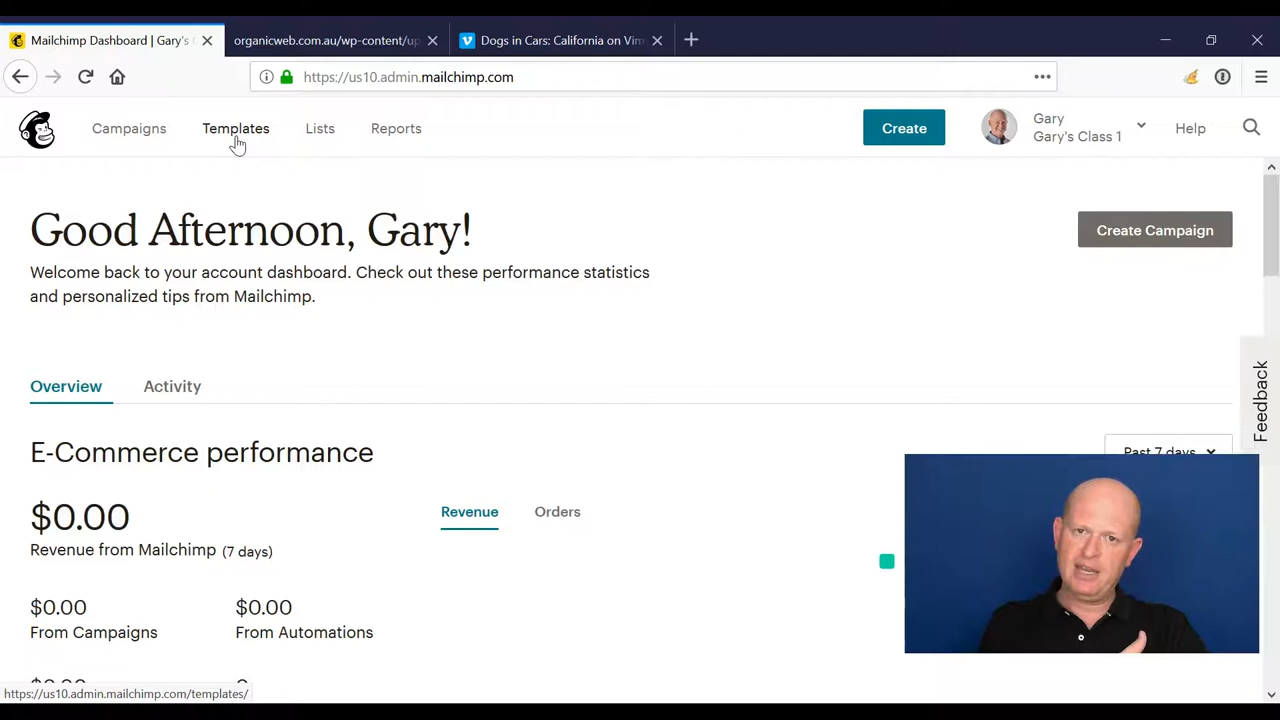 Mailchimp Dashboard | Gary's
organicweb.com.au/wp-content/up
Dogs in Cars: California on Vim
https://us10.admin.mailchimp.com
Campaigns
Templates
Lists
Reports
Create
Gary
Gary's Class 1
Help
Good Afternoon, Gary!
Create Campaign
Welcome back to your account dashboard. Check out these performance statistics
and personalized tips from Mailchimp.
Overview
Activity
Feedback
E-Commerce performance
Past 7 days
$0.00
Revenue
Orders
Revenue from Mailchimp (7 days)
$0.00
$0.00
From Campaigns
From Automations
https://us10.admin.mailchimp.com/templates/